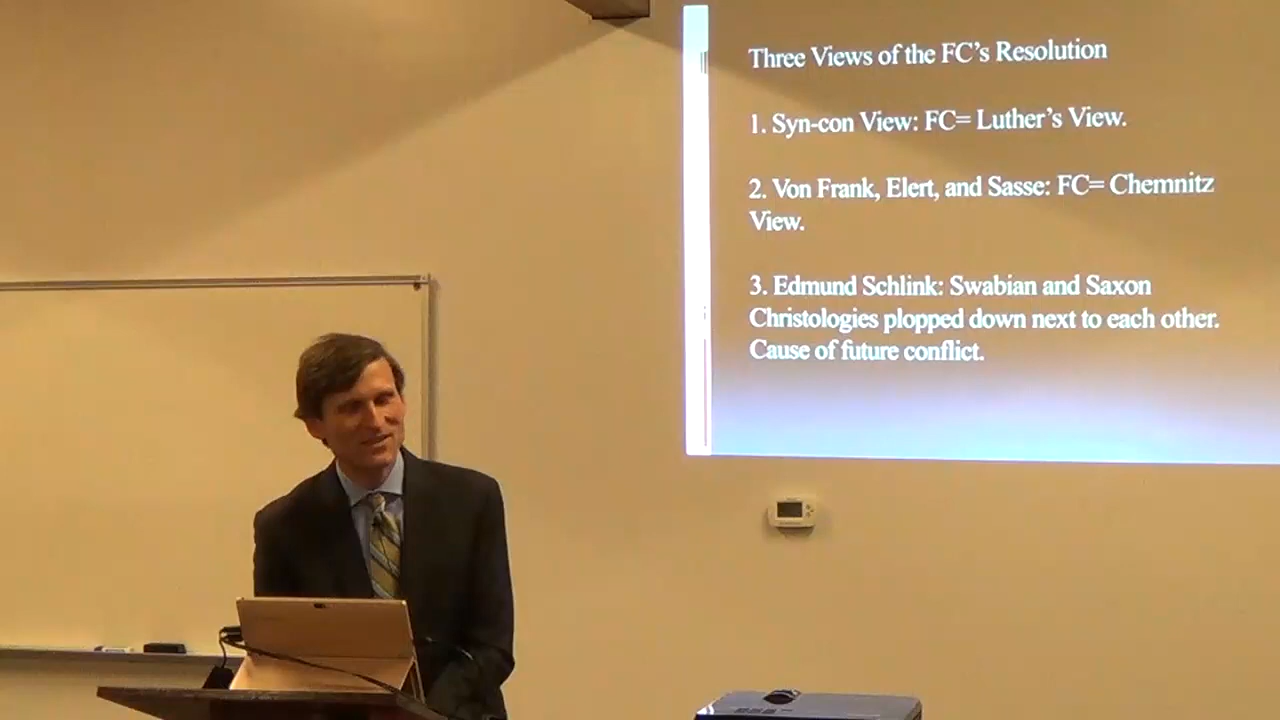 Three Views of the FC's Resolution
1. Syn-con View: FC= Luther's View.
2. Von Frank, Elert, and Sasse: FC= Chemnitz
View.
3. Edmund Schlink: Swabian and Saxon
Christologies plopped down next to each other.
Cause of future conflict.